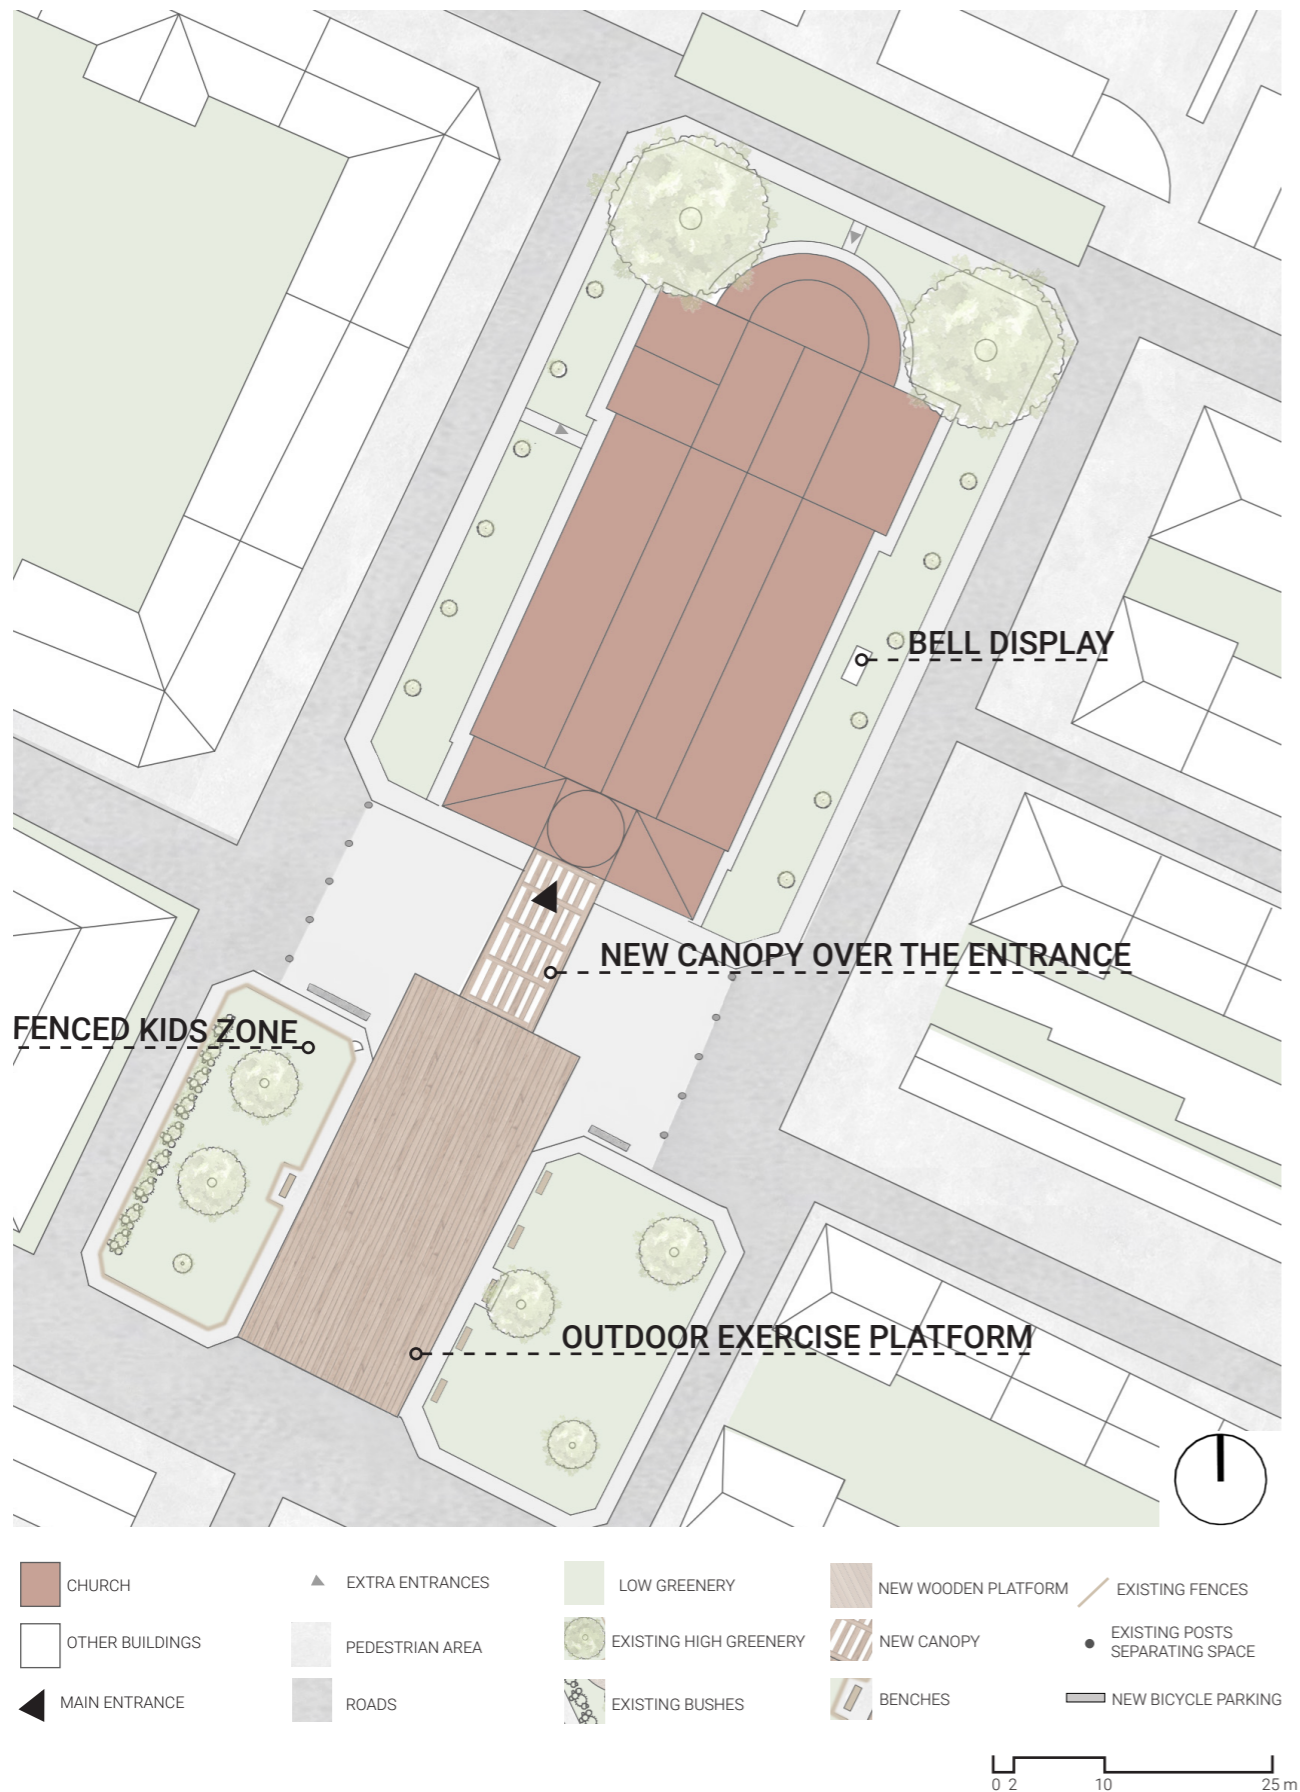 BELL DISPLAY
NEW CANOPY OVER THE ENTRANCE
FENCED KIDS ZONE
OUTDOOR EXERCISE PLATFORM
CHURCH
OTHER BUILDINGS
MAIN ENTRANCE
EXTRA ENTRANCES
PEDESTRIAN AREA
ROADS
LOW GREENERY
EXISTING HIGH GREENERY
EXISTING BUSHES
NEW WOODEN PLATFORM
NEW CANOPY
BENCHES
EXISTING FENCES
EXISTING POSTS
SEPARATING SPACE
NEW BICYCLE PARKING
0 2 10 25 m